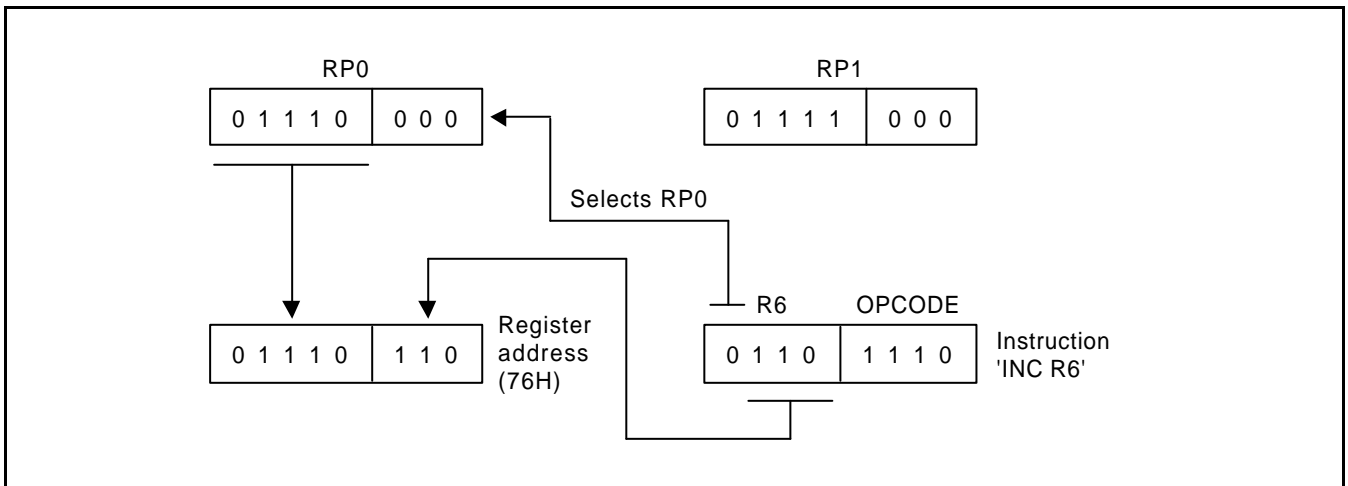 RP0
RP1
0 1 1 1 0 0 0 0
0 1 1 1 1 0 0 0
Selects RP0
R6 OPCODE
0 1 1 1 0 1 1 0
Register
address
(76H)
0 1 1 0 1 1 1 0
Instruction
'INC R6'